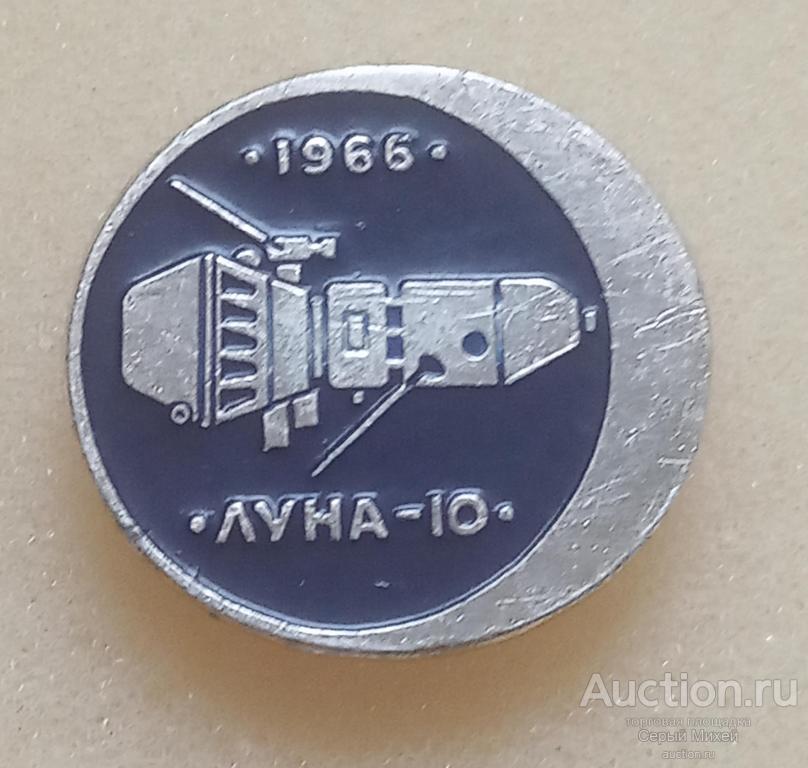 ·1966·
·ЛУНА-10·
Auction.ru
торговая площадка
Серый Михей
auction.ru